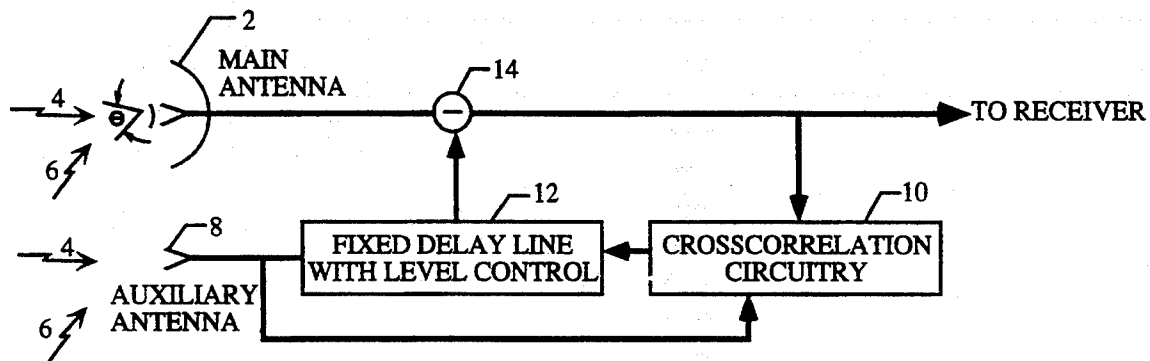 2
MAIN
ANTENNA
14
4
Θ
TO RECEIVER
6
12
10
8
4
FIXED DELAY LINE
WITH LEVEL CONTROL
CROSSCORRELATION
CIRCUITRY
AUXILIARY
ANTENNA
6